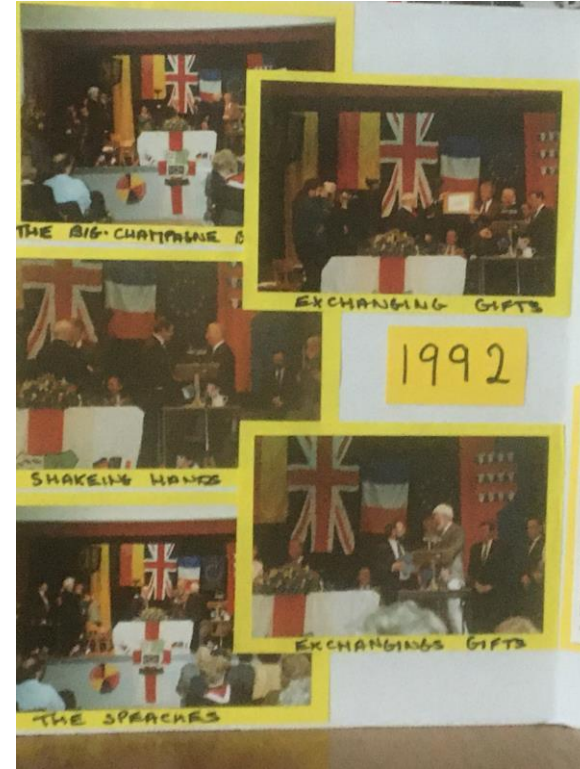 THE BIG. CHAMPAGNE
EXCHANGING GIFTS
1992
SHAKEING HANDS
EXCHANGINGS GIFTS
THE SPEACHES